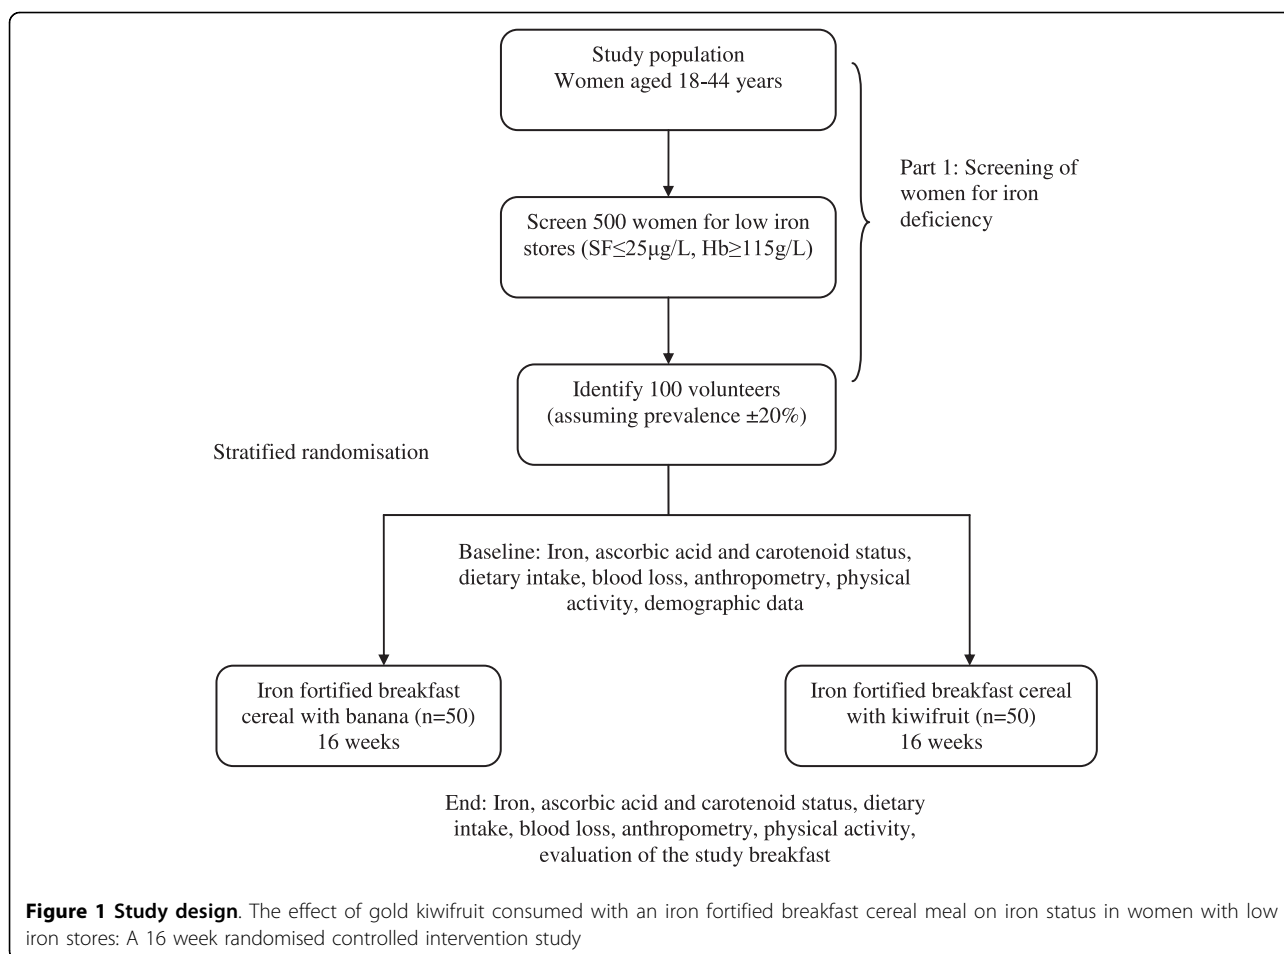 Study population
Women aged 18-44 years
Part 1: Screening of
women for iron
deficiency
Screen 500 women for low iron
stores (SF≤25µg/L, Hb≥115g/L)
Identify 100 volunteers
(assuming prevalence ±20%)
Stratified randomisation
Baseline: Iron, ascorbic acid and carotenoid status,
dietary intake, blood loss, anthropometry, physical
activity, demographic data
Iron fortified breakfast
cereal with banana (n=50)
16 weeks
Iron fortified breakfast cereal
with kiwifruit (n=50)
16 weeks
End: Iron, ascorbic acid and carotenoid status, dietary
intake, blood loss, anthropometry, physical activity,
evaluation of the study breakfast
Figure 1 Study design. The effect of gold kiwifruit consumed with an iron fortified breakfast cereal meal on iron status in women with low
iron stores: A 16 week randomised controlled intervention study